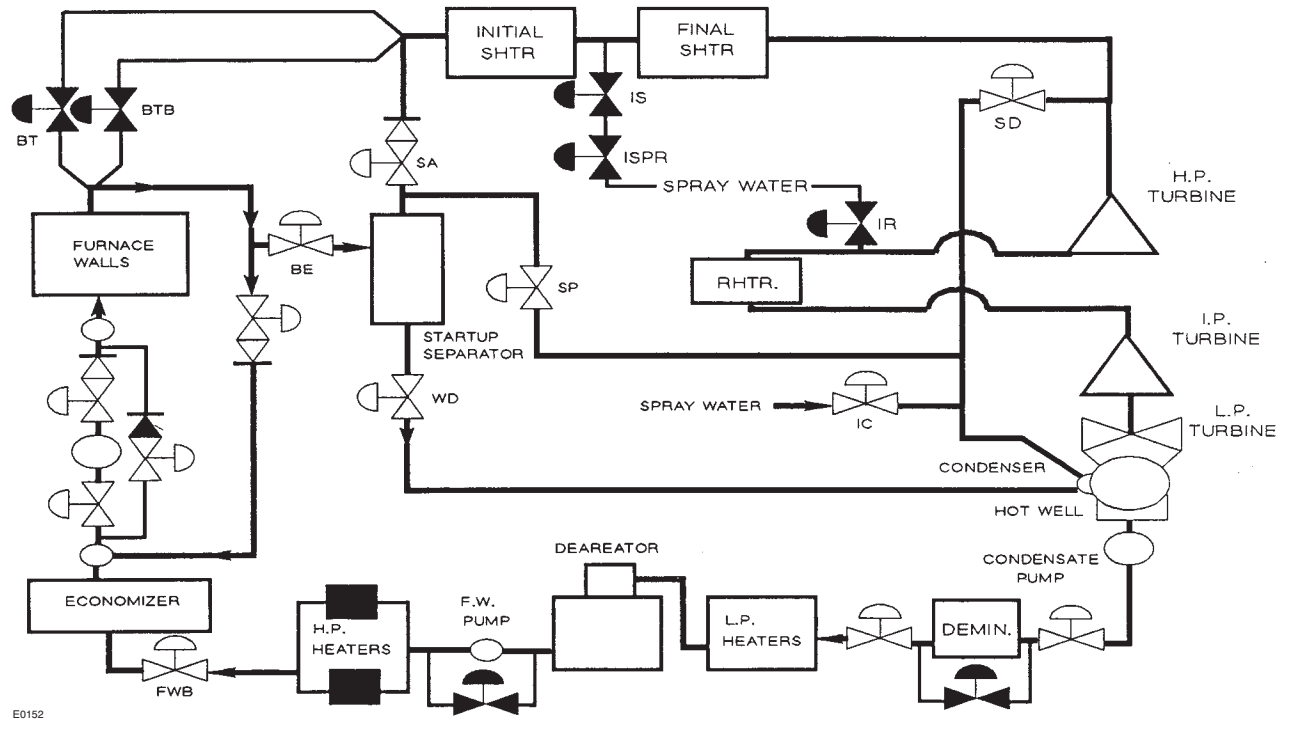 INITIAL
SHTR
FINAL
SHTR
BT
BTB
IS
SD
SA
ISPR
SPRAY WATER
H.P.
TURBINE
IR
FURNACE
WALLS
BE
RHTR.
SP
STARTUP
SEPARATOR
I.P.
TURBINE
WD
SPRAY WATER
IC
L.P.
TURBINE
CONDENSER
HOT WELL
DEAREATOR
CONDENSATE
PUMP
ECONOMIZER
F.W.
PUMP
H.P.
HEATERS
L.P.
HEATERS
DEMIN.
FWB
E0152